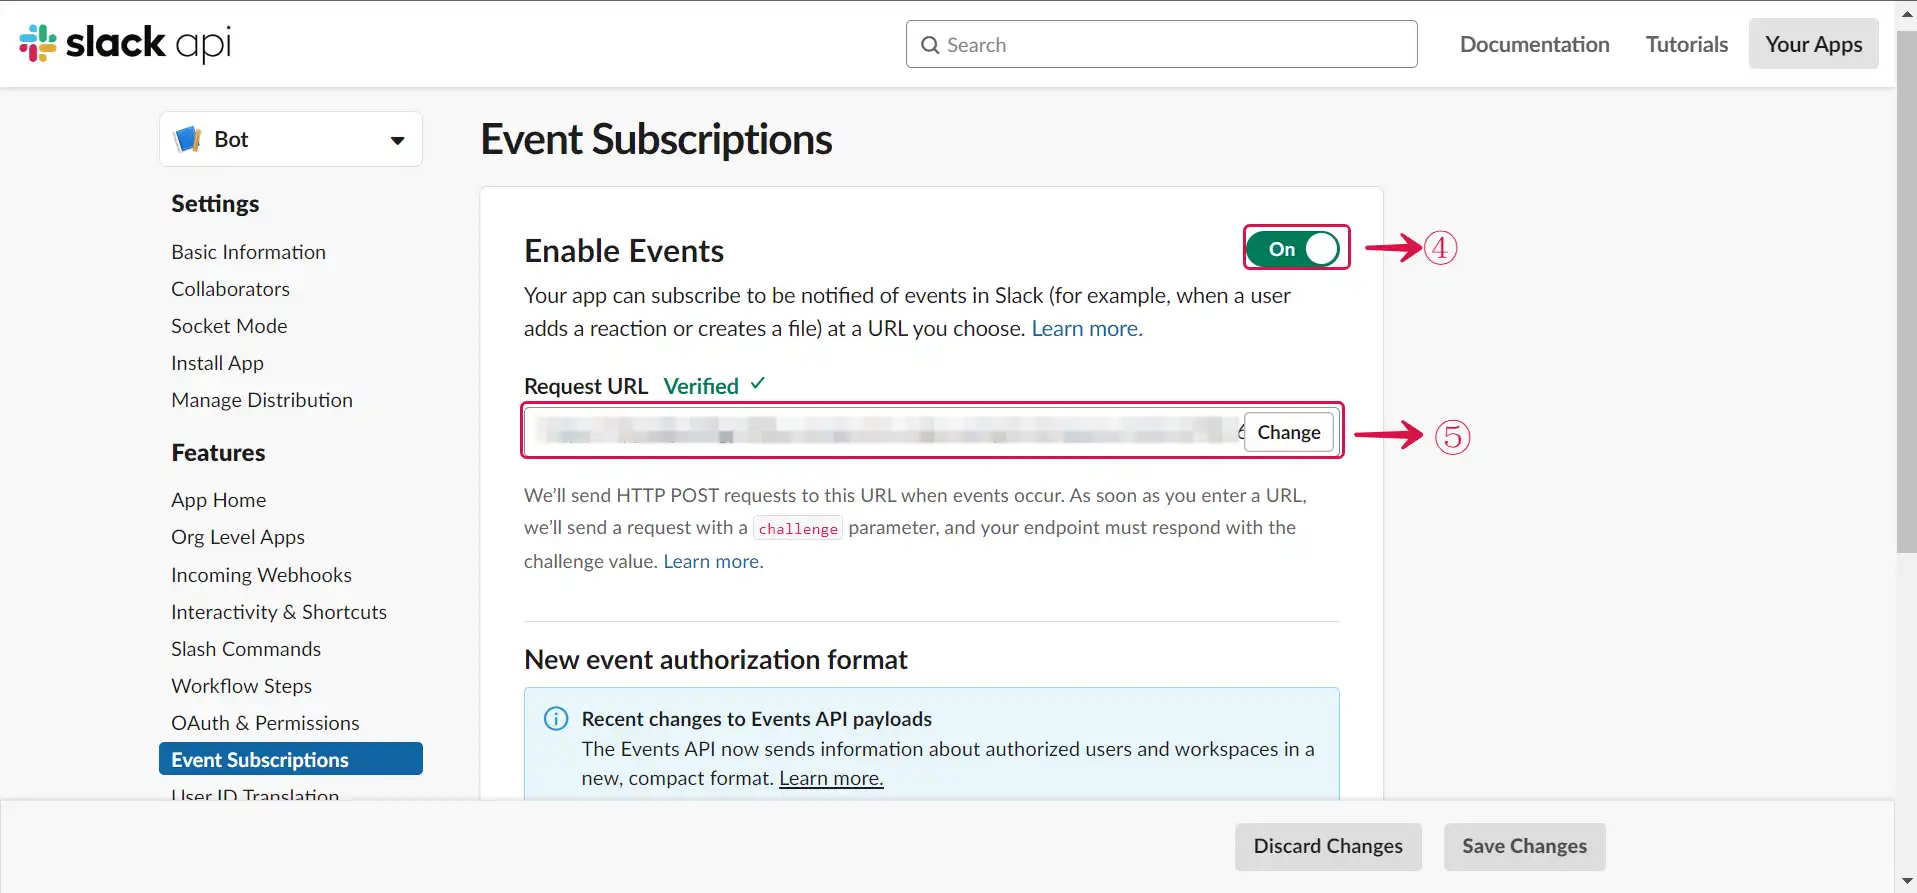 slack api
Search
Documentation
Tutorials
Your Apps
Bot
Settings
Basic Information
Collaborators
Socket Mode
Install App
Manage Distribution
Features
App Home
Org Level Apps
Incoming Webhooks
Interactivity & Shortcuts
Slash Commands
Workflow Steps
OAuth & Permissions
Event Subscriptions
User ID Translation
Event Subscriptions
Enable Events
On
④
Your app can subscribe to be notified of events in Slack (for example, when a user
adds a reaction or creates a file) at a URL you choose. Learn more.
Request URL Verified ✓
Change
⑤
We’ll send HTTP POST requests to this URL when events occur. As soon as you enter a URL,
we’ll send a request with a challenge parameter, and your endpoint must respond with the
challenge value. Learn more.
New event authorization format
Recent changes to Events API payloads
The Events API now sends information about authorized users and workspaces in a
new, compact format. Learn more.
Discard Changes
Save Changes